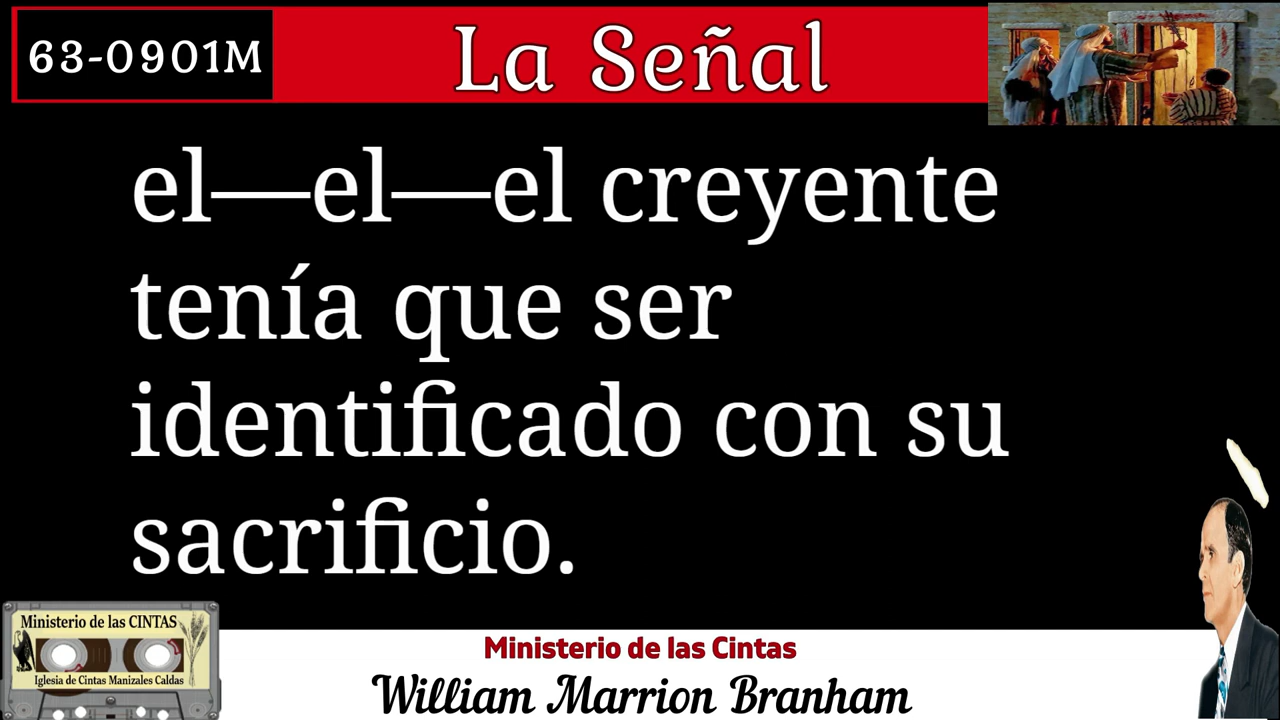 63-0901M
La Señal
el—el—el creyente
tenía que ser
identificado con su
sacrificio.
Ministerio de las CINTAS
Iglesia de Cintas Manizales Caldas
Ministerio de las Cintas
William Marrion Branham